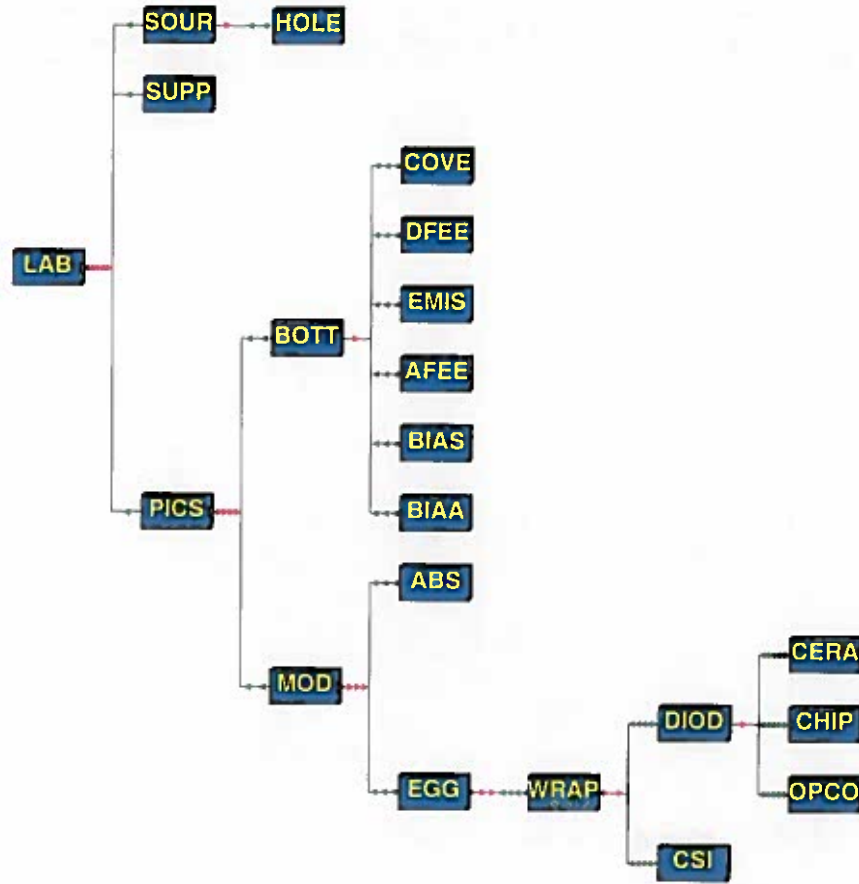 SOUR
HOLE
SUPP
COVE
DFEE
LAB
EMIS
BOTT
AFEE
BIAS
PICS
BIAA
ABS
CERA
MOD
DIOD
CHIP
EGG
WRAP
OPCO
CSI